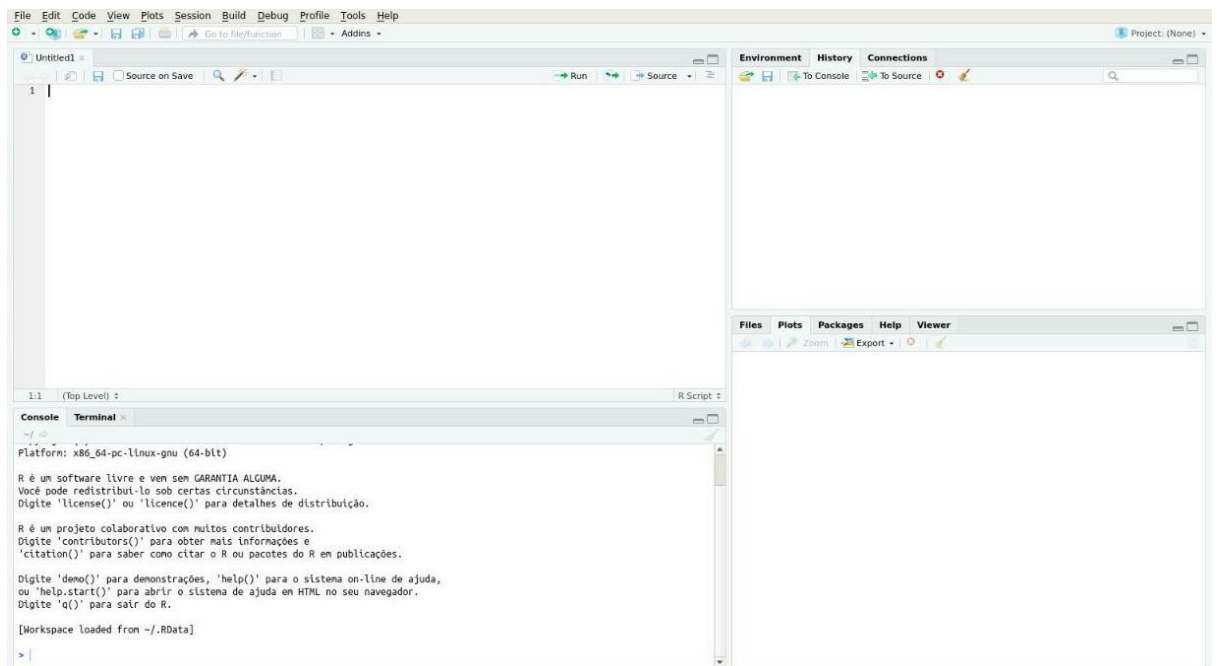 File Edit Code View Plots Session Build Debug Profile Tools Help
Go to file/function Addins Project: (None)
Untitled1
Source on Save Run Source
1
1:1 (Top Level) R Script
Console Terminal
~/
Platform: x86_64-pc-linux-gnu (64-bit)
R é um software livre e vem sem GARANTIA ALGUMA.
Você pode redistribuí-lo sob certas circunstâncias.
Digite 'license()' ou 'licence()' para detalhes de distribuição.
R é um projeto colaborativo com muitos contribuidores.
Digite 'contributors()' para obter mais informações e
'citation()' para saber como citar o R ou pacotes do R em publicações.
Digite 'demo()' para demonstrações, 'help()' para o sistema on-line de ajuda,
ou 'help.start()' para abrir o sistema de ajuda em HTML no seu navegador.
Digite 'q()' para sair do R.
[Workspace loaded from ~/.RData]
>
Environment History Connections
To Console To Source
Files Plots Packages Help Viewer
Zoom Export